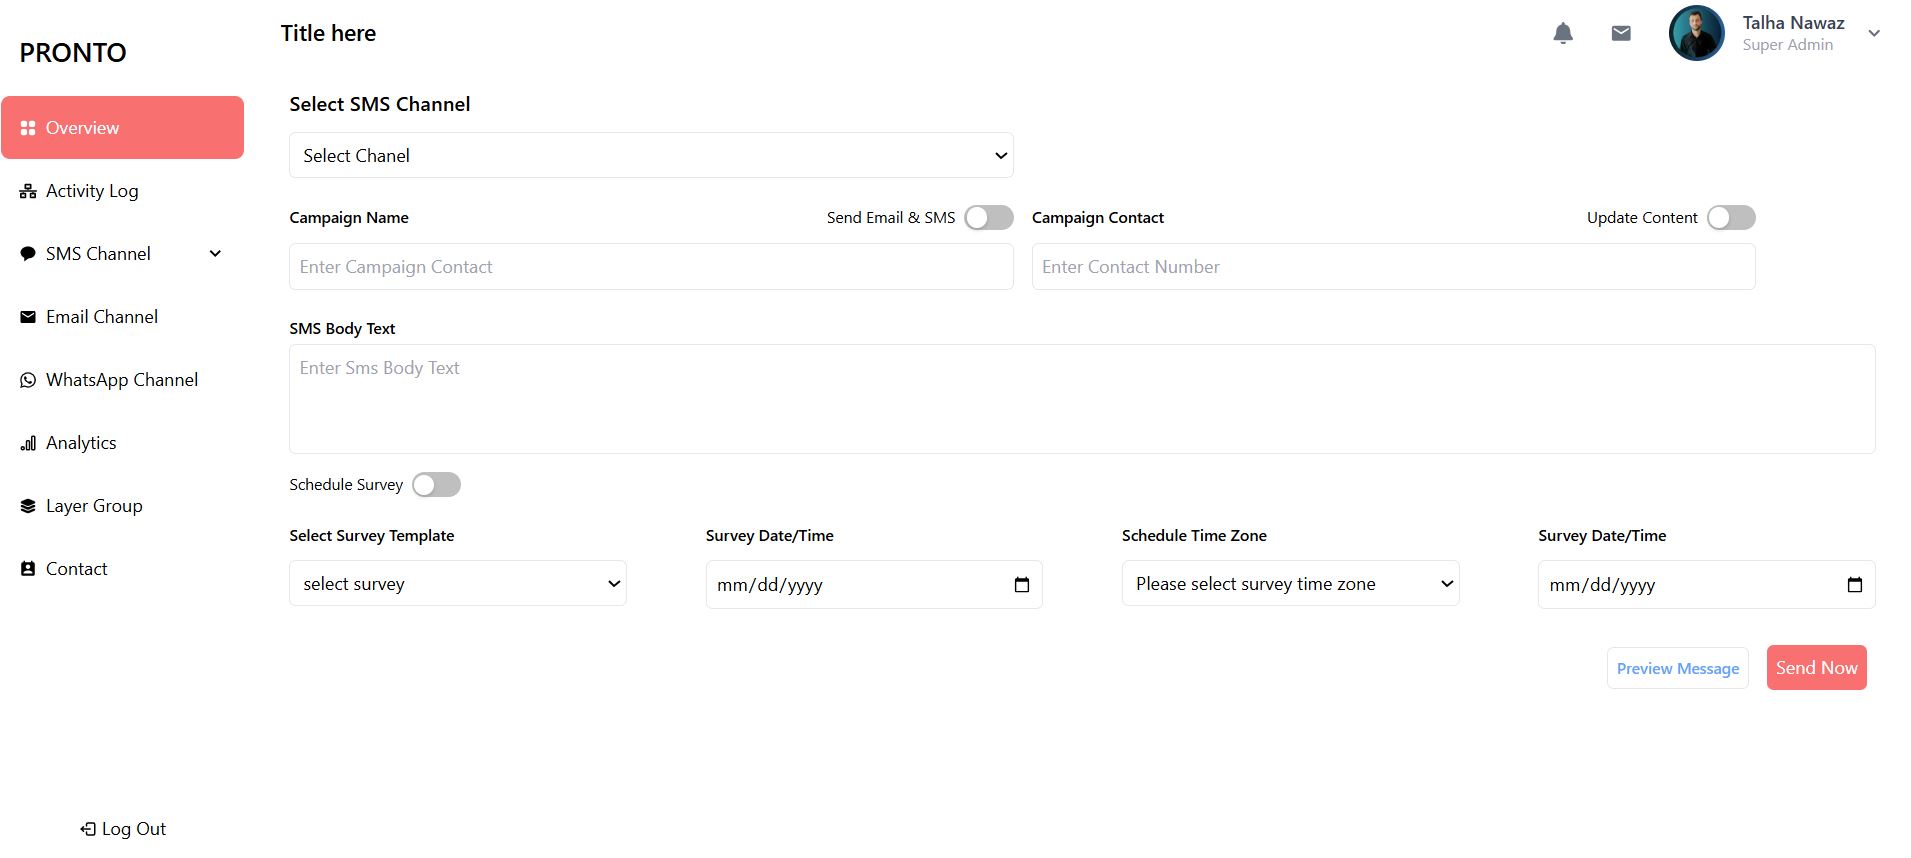 PRONTO
Overview
Activity Log
SMS Channel
Email Channel
WhatsApp Channel
Analytics
Layer Group
Contact
Log Out
Title here
Talha Nawaz
Super Admin
Select SMS Channel
Select Chanel
Campaign Name
Send Email & SMS
Campaign Contact
Update Content
Enter Campaign Contact
Enter Contact Number
SMS Body Text
Enter Sms Body Text
Schedule Survey
Select Survey Template
Survey Date/Time
Schedule Time Zone
Survey Date/Time
select survey
mm/dd/yyyy
Please select survey time zone
mm/dd/yyyy
Preview Message
Send Now